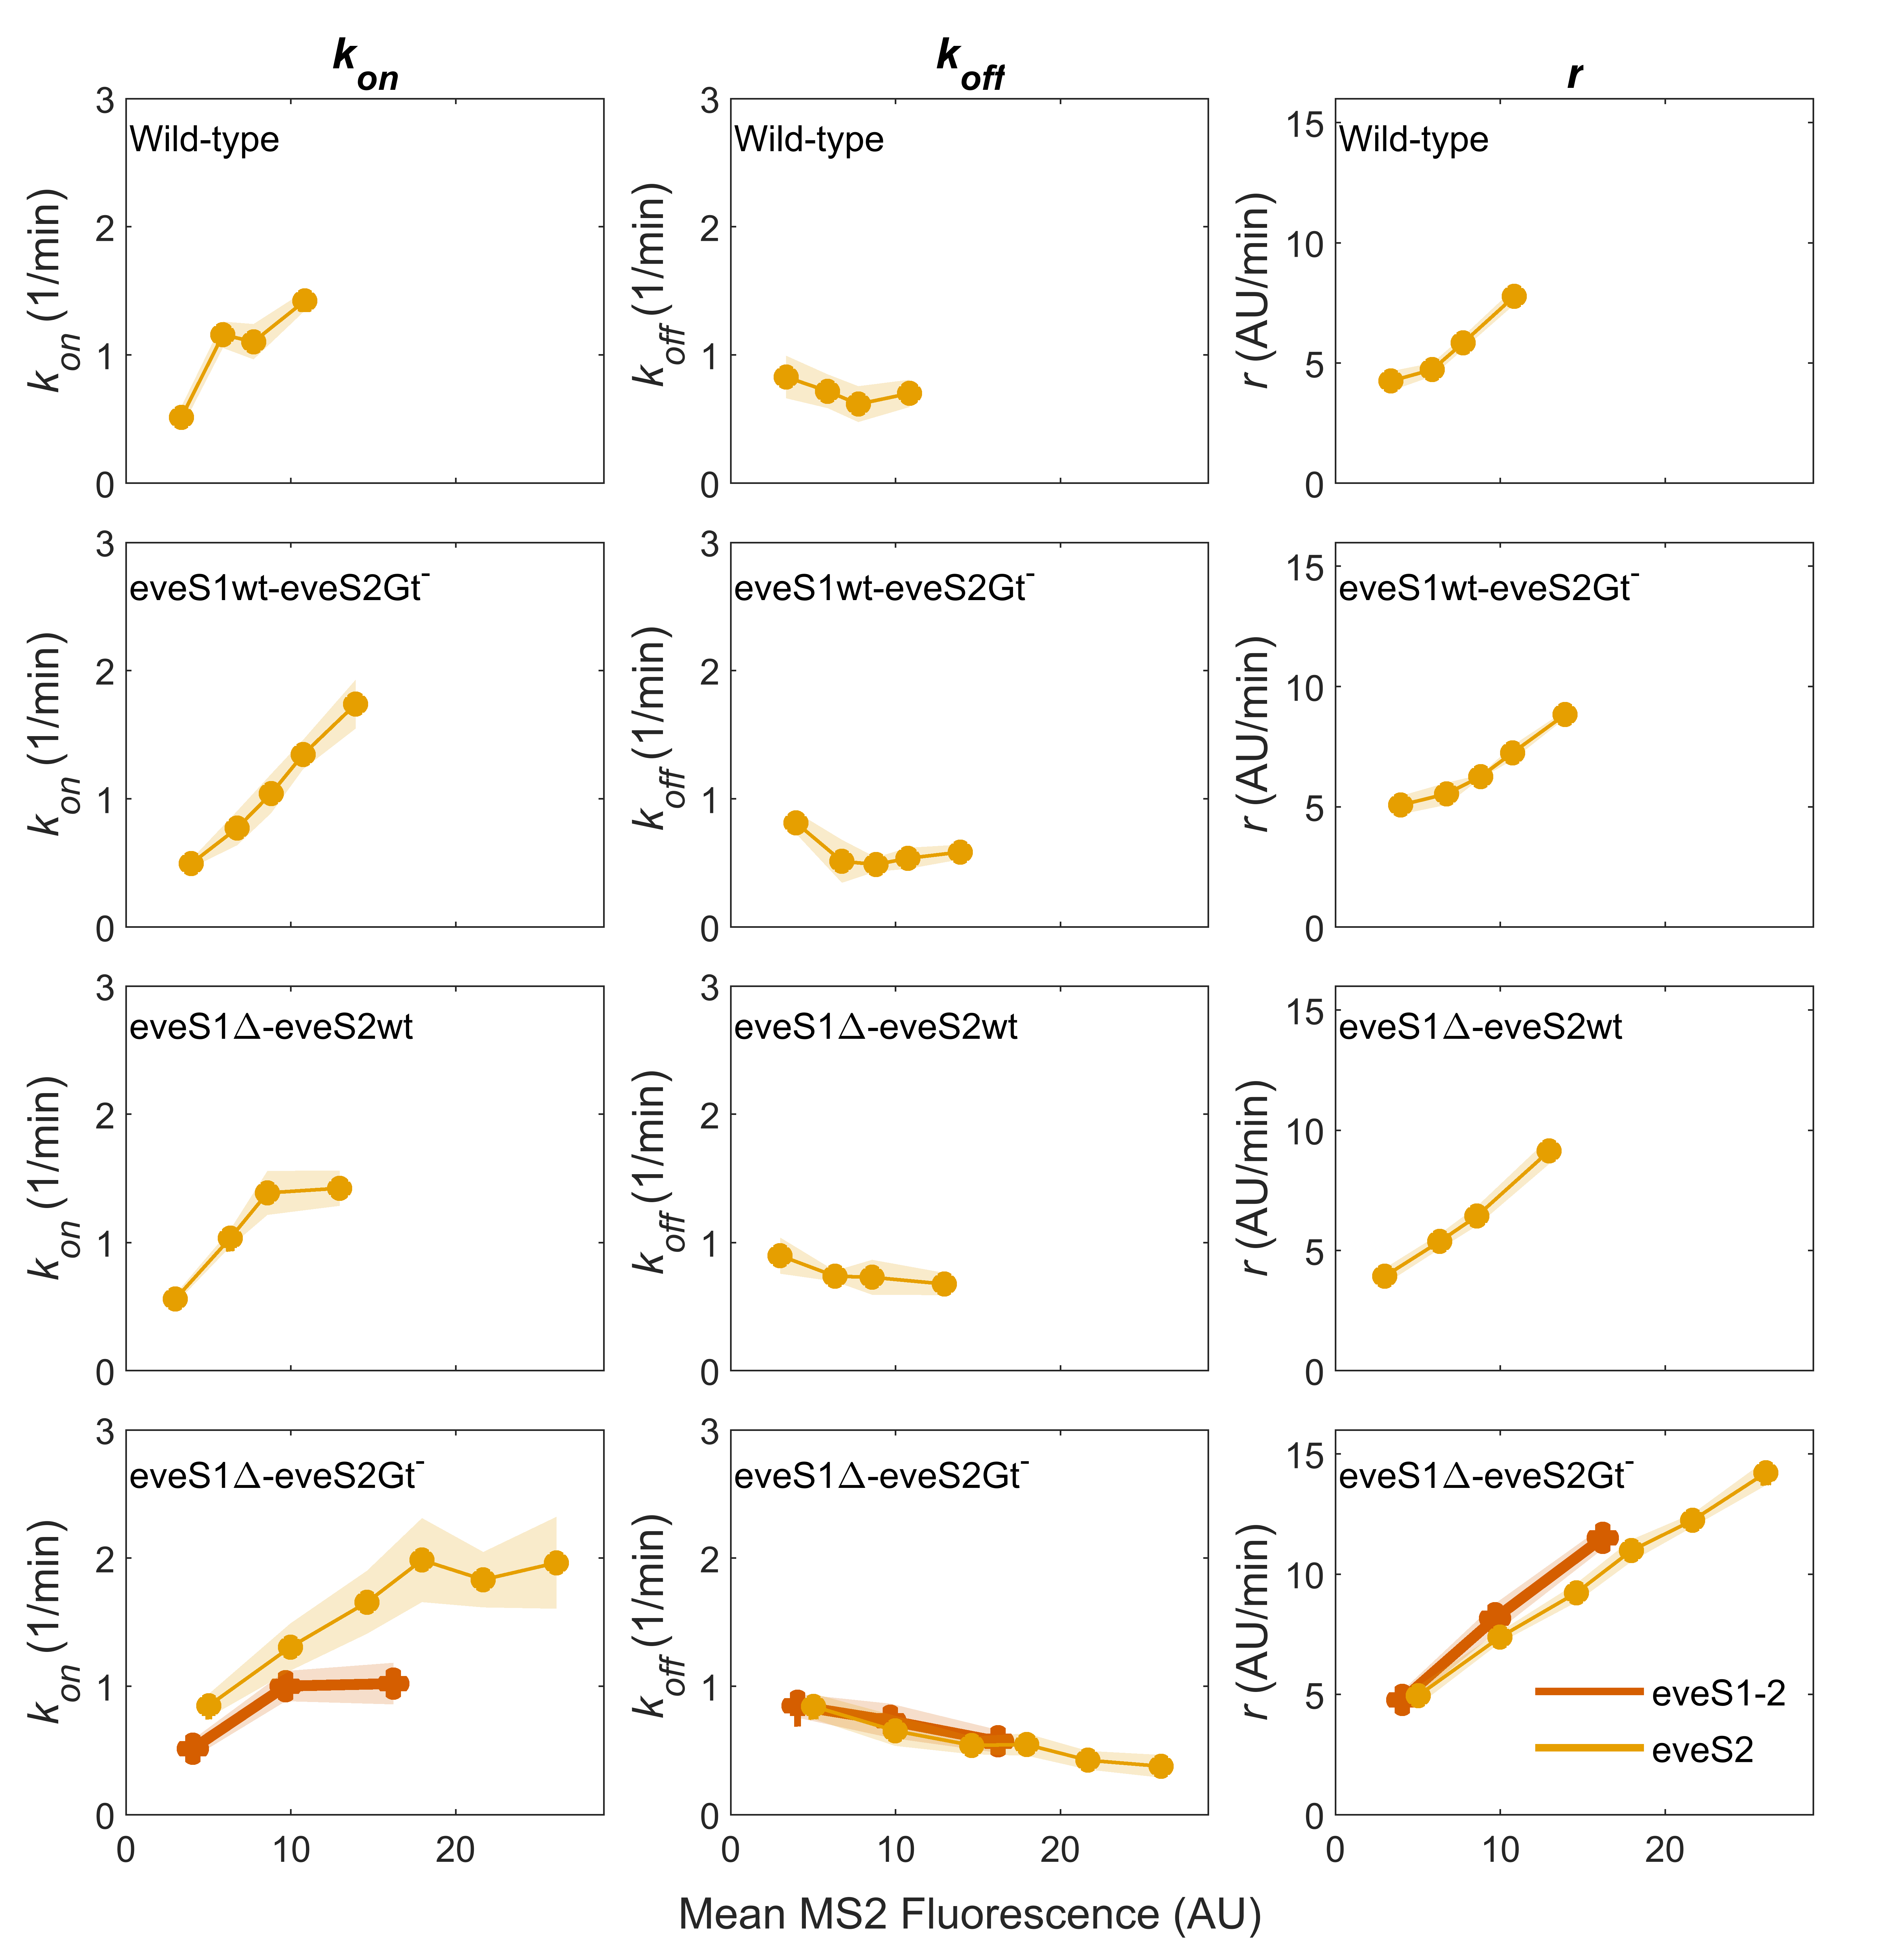 k_on
k_off
r
3
2
1
0
k_on (1/min)
Wild-type
3
2
1
0
k_off (1/min)
Wild-type
15
10
5
0
r (AU/min)
Wild-type
3
2
1
0
k_on (1/min)
eveS1wt-eveS2Gt⁻
3
2
1
0
k_off (1/min)
eveS1wt-eveS2Gt⁻
15
10
5
0
r (AU/min)
eveS1wt-eveS2Gt⁻
3
2
1
0
k_on (1/min)
eveS1Δ-eveS2wt
3
2
1
0
k_off (1/min)
eveS1Δ-eveS2wt
15
10
5
0
r (AU/min)
eveS1Δ-eveS2wt
3
2
1
0
k_on (1/min)
eveS1Δ-eveS2Gt⁻
0 10 20
3
2
1
0
k_off (1/min)
eveS1Δ-eveS2Gt⁻
0 10 20
15
10
5
0
r (AU/min)
eveS1Δ-eveS2Gt⁻
eveS1-2
eveS2
0 10 20
Mean MS2 Fluorescence (AU)